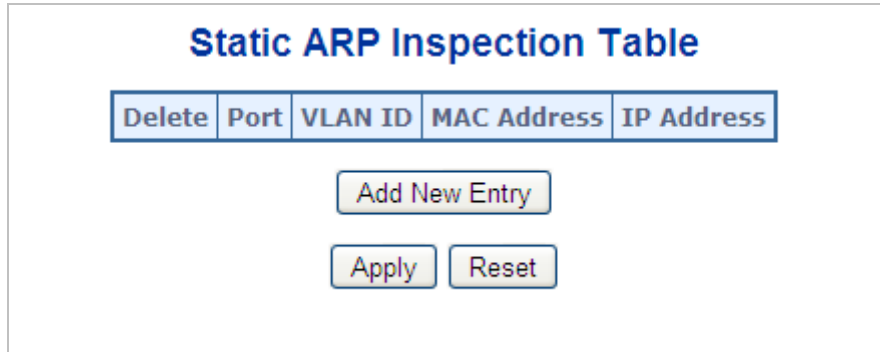 Static ARP Inspection Table
Delete Port VLAN ID MAC Address IP Address
Add New Entry
Apply Reset